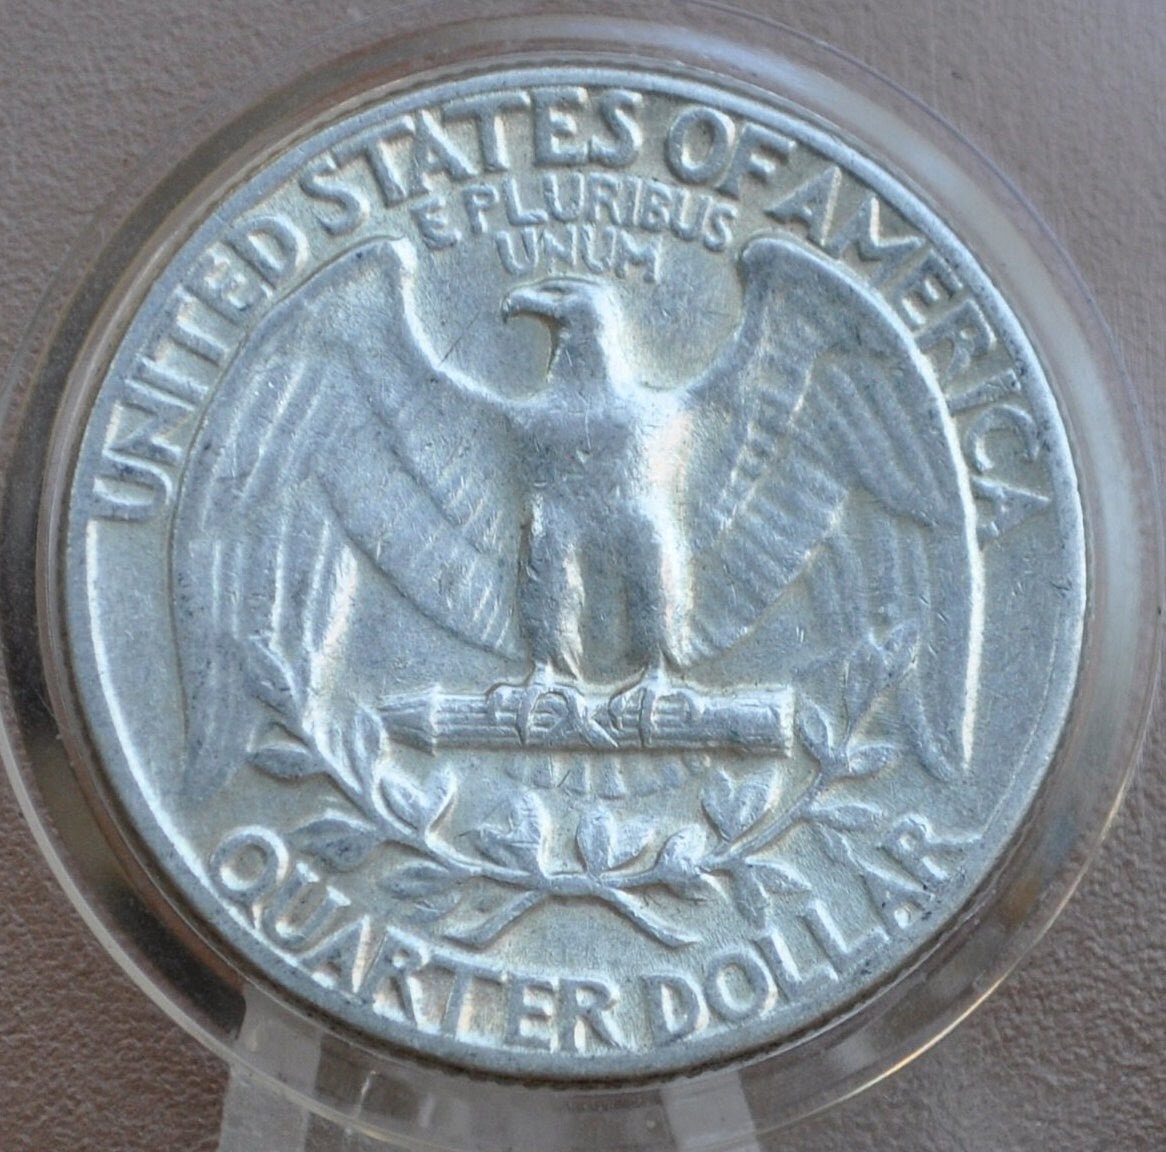 UNITED STATES OF AMERICA
E PLURIBUS
UNUM
QUARTER DOLLAR